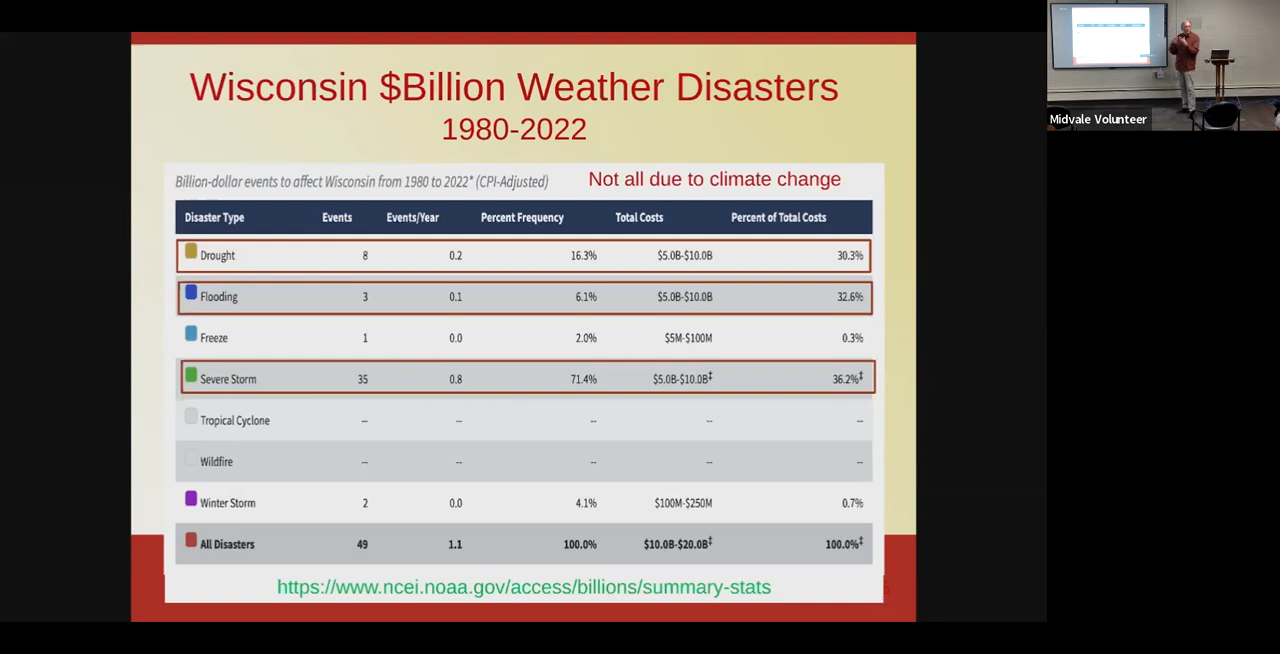 Wisconsin $Billion Weather Disasters
1980-2022
Billion-dollar events to affect Wisconsin from 1980 to 2022* (CPI-Adjusted)
Not all due to climate change
Disaster Type Events Events/Year Percent Frequency Total Costs Percent of Total Costs
Drought 8 0.2 16.3% $5.0B-$10.0B 30.3%
Flooding 3 0.1 6.1% $5.0B-$10.0B 32.6%
Freeze 1 0.0 2.0% $5M-$100M 0.3%
Severe Storm 35 0.8 71.4% $5.0B-$10.0B‡ 36.2%‡
Tropical Cyclone -- -- -- -- --
Wildfire -- -- -- -- --
Winter Storm 2 0.0 4.1% $100M-$250M 0.7%
All Disasters 49 1.1 100.0% $10.0B-$20.0B‡ 100.0%‡
https://www.ncei.noaa.gov/access/billions/summary-stats
Midvale Volunteer